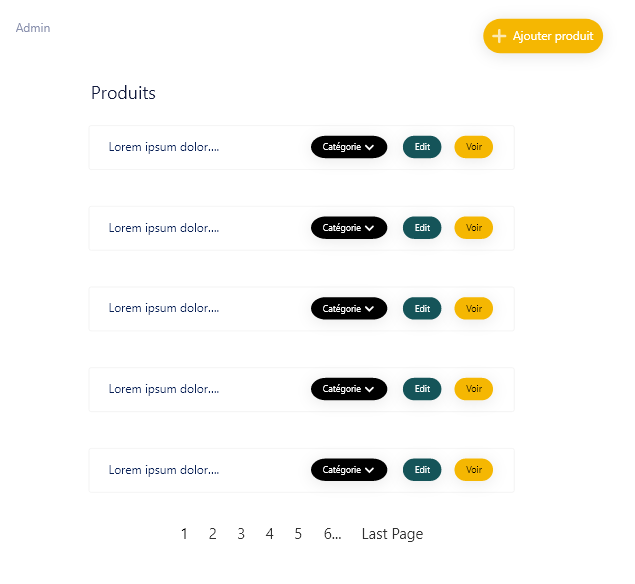 Admin
Ajouter produit
Produits
Lorem ipsum dolor.... Catégorie Edit Voir
Lorem ipsum dolor.... Catégorie Edit Voir
Lorem ipsum dolor.... Catégorie Edit Voir
Lorem ipsum dolor.... Catégorie Edit Voir
Lorem ipsum dolor.... Catégorie Edit Voir
1 2 3 4 5 6... Last Page